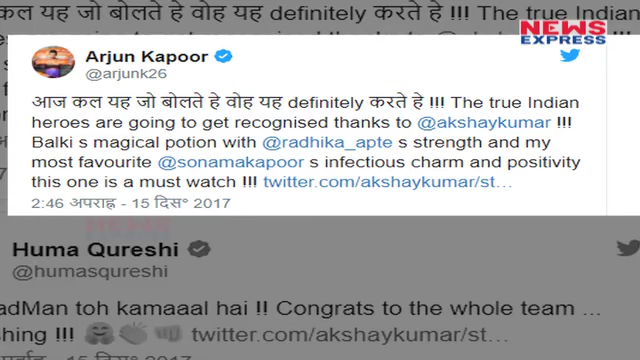 कल यह जो बोलते हे वोह यह definitely करते हे !!! The true Indian
NEWS
EXPRESS
Arjun Kapoor
@arjunk26
आज कल यह जो बोलते हे वोह यह definitely करते हे !!! The true Indian
heroes are going to get recognised thanks to @akshaykumar !!!
Balki s magical potion with @radhika_apte s strength and my
most favourite @sonamakapoor s infectious charm and positivity
this one is a must watch !!! twitter.com/akshaykumar/st…
2:46 अपराह्न - 15 दिस॰ 2017
Huma Qureshi
@humasqureshi
adMan toh kamaaal hai !! Congrats to the whole team ...
shing !!! 🤗👏👊 twitter.com/akshaykumar/st…
15 दिस॰ 2017